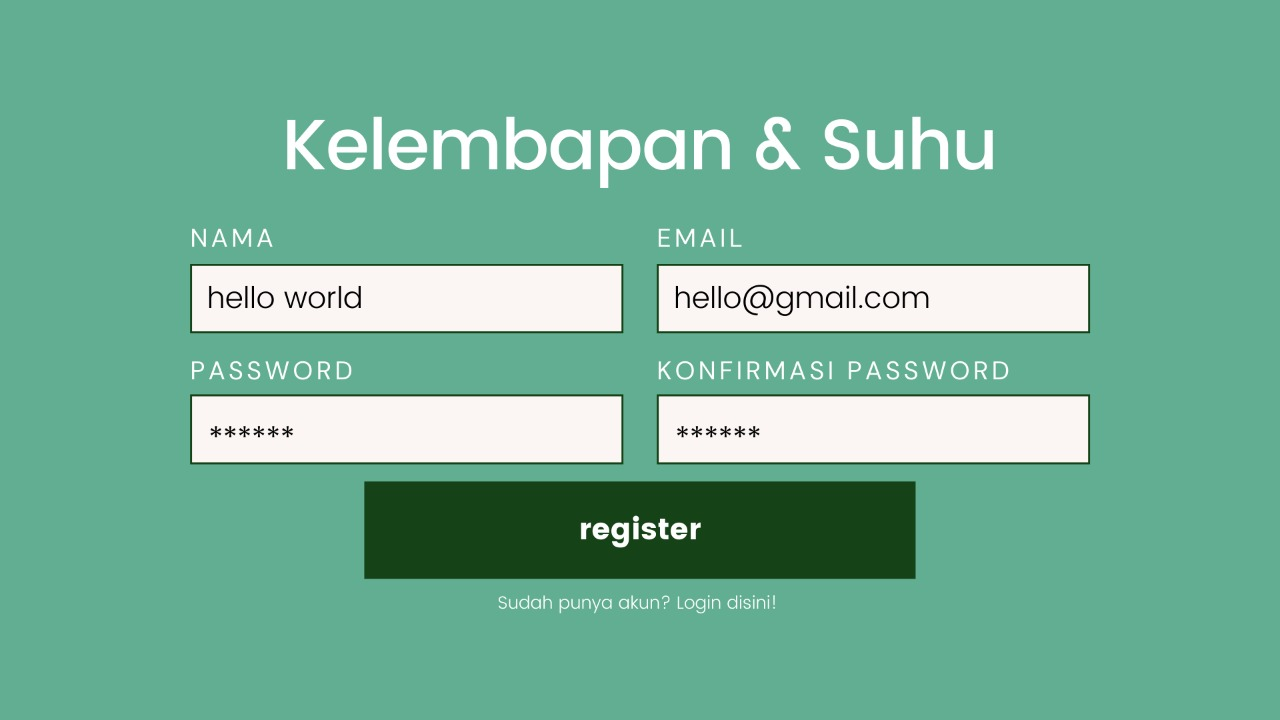 Kelembapan & Suhu
NAMA
EMAIL
hello world
hello@gmail.com
PASSWORD
KONFIRMASI PASSWORD
******
******
register
Sudah punya akun? Login disini!